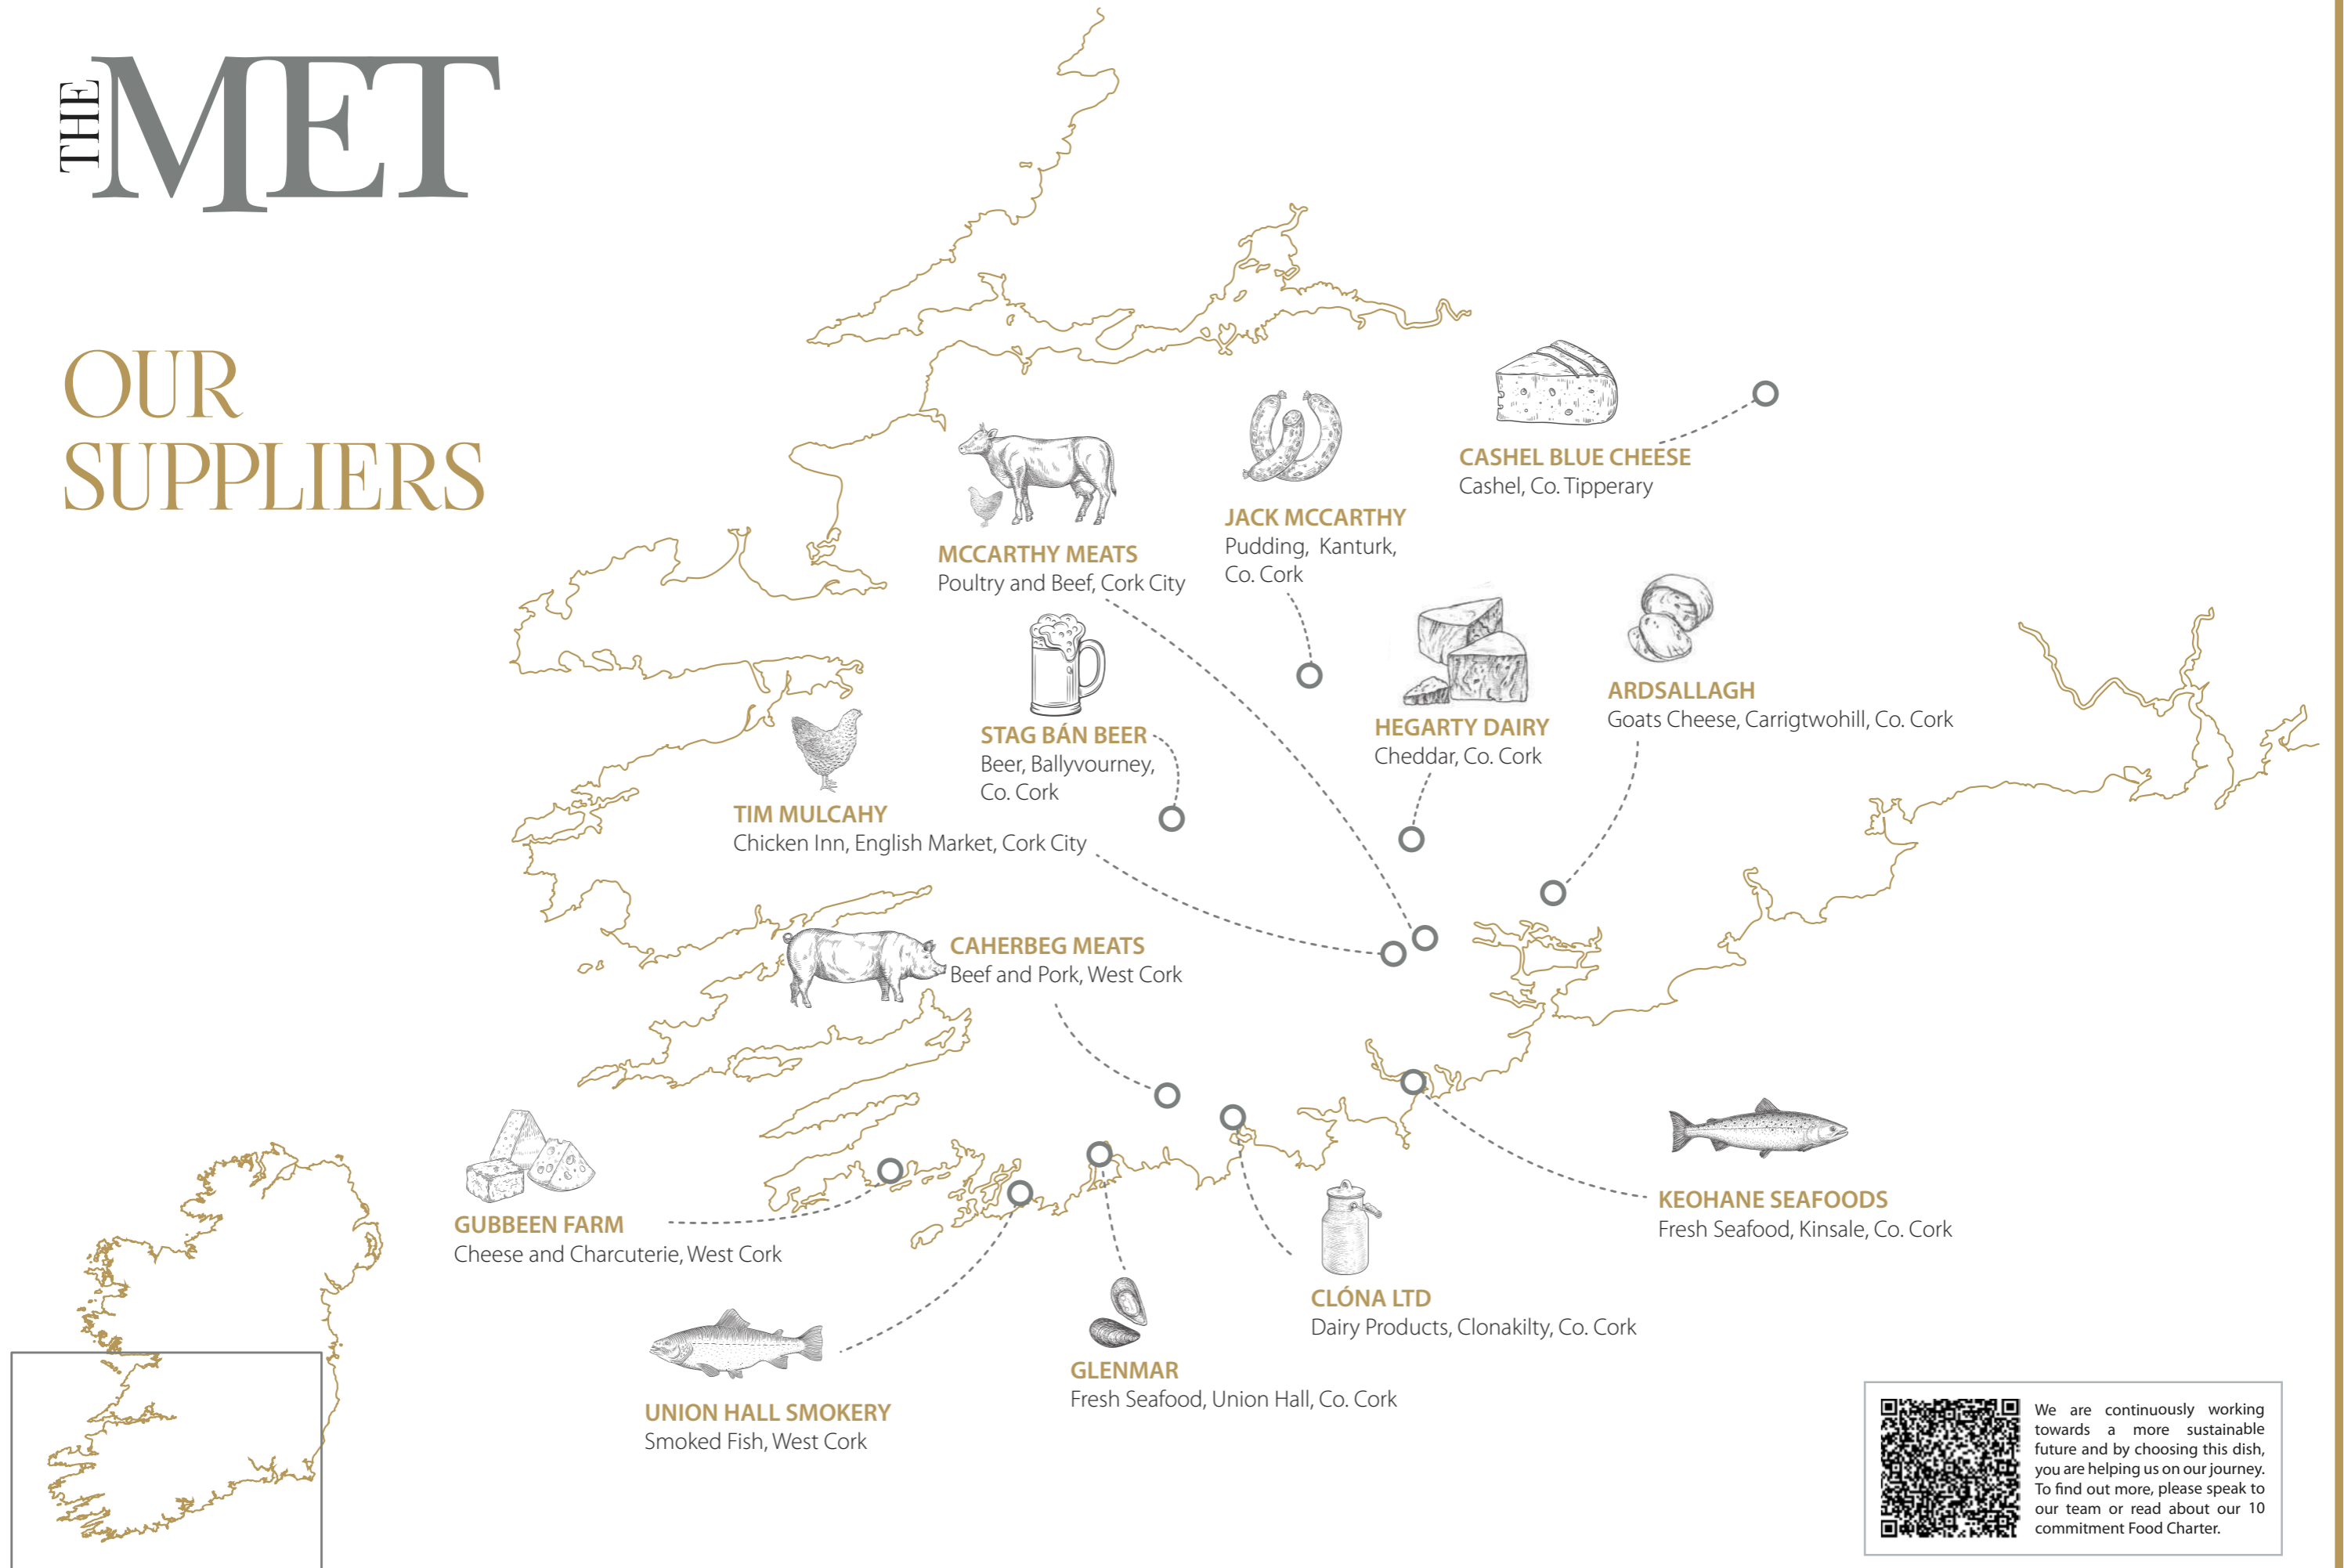 THE MET
OUR
SUPPLIERS
CASHEL BLUE CHEESE
Cashel, Co. Tipperary
JACK MCCARTHY
Pudding, Kanturk,
Co. Cork
MCCARTHY MEATS
Poultry and Beef, Cork City
ARDSALLAGH
Goats Cheese, Carrigtwohill, Co. Cork
HEGARTY DAIRY
Cheddar, Co. Cork
STAG BÁN BEER
Beer, Ballyvourney,
Co. Cork
TIM MULCAHY
Chicken Inn, English Market, Cork City
CAHERBEG MEATS
Beef and Pork, West Cork
KEOHANE SEAFOODS
Fresh Seafood, Kinsale, Co. Cork
GUBBEEN FARM
Cheese and Charcuterie, West Cork
CLÓNA LTD
Dairy Products, Clonakilty, Co. Cork
GLENMAR
Fresh Seafood, Union Hall, Co. Cork
UNION HALL SMOKERY
Smoked Fish, West Cork
We are continuously working
towards a more sustainable
future and by choosing this dish,
you are helping us on our journey.
To find out more, please speak to
our team or read about our 10
commitment Food Charter.